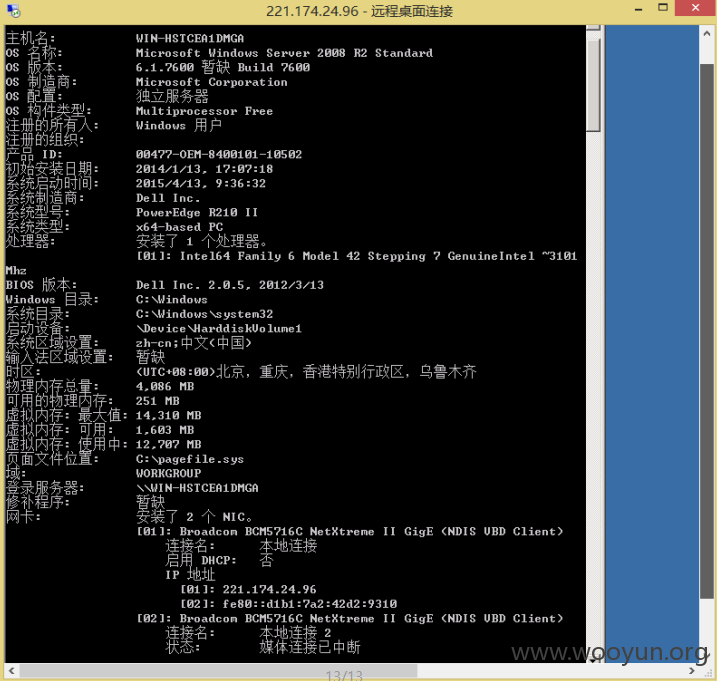 221.174.24.96 - 远程桌面连接
主机名: WIN-HSTCEA1DMGA
OS 名称: Microsoft Windows Server 2008 R2 Standard
OS 版本: 6.1.7600 暂缺 Build 7600
OS 制造商: Microsoft Corporation
OS 配置: 独立服务器
OS 构件类型: Multiprocessor Free
注册的所有人: Windows 用户
注册的组织:
产品 ID: 00477-OEM-8400101-10502
初始安装日期: 2014/1/13, 17:07:18
系统启动时间: 2015/4/13, 9:36:32
系统制造商: Dell Inc.
系统型号: PowerEdge R210 II
系统类型: x64-based PC
处理器: 安装了 1 个处理器。
[01]: Intel64 Family 6 Model 42 Stepping 7 GenuineIntel ~3101
Mhz
BIOS 版本: Dell Inc. 2.0.5, 2012/3/13
Windows 目录: C:\Windows
系统目录: C:\Windows\system32
启动设备: \Device\HarddiskVolume1
系统区域设置: zh-cn;中文(中国)
输入法区域设置: 暂缺
时区: (UTC+08:00)北京，重庆，香港特别行政区，乌鲁木齐
物理内存总量: 4,086 MB
可用的物理内存: 251 MB
虚拟内存: 最大值: 14,310 MB
虚拟内存: 可用: 1,603 MB
虚拟内存: 使用中: 12,707 MB
页面文件位置: C:\pagefile.sys
域: WORKGROUP
登录服务器: \\WIN-HSTCEA1DMGA
修补程序: 暂缺
网卡: 安装了 2 个 NIC。
[01]: Broadcom BCM5716C NetXtreme II GigE (NDIS VBD Client)
连接名: 本地连接
启用 DHCP: 否
IP 地址
[01]: 221.174.24.96
[02]: fe80::d1b1:7a2:42d2:9310
[02]: Broadcom BCM5716C NetXtreme II GigE (NDIS VBD Client)
连接名: 本地连接 2
状态: 媒体连接已中断
www.wooyun.org
13/13